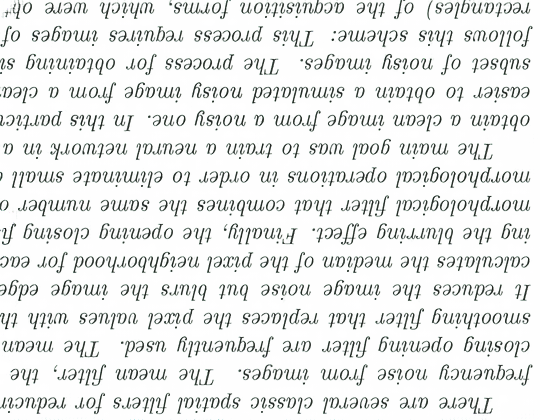 There are several classic spatial filters for reducin
frequency noise from images. The mean filter, the
closing opening filter are frequently used. The mean
smoothing filter that replaces the pixel values with th
It reduces the image noise but blurs the image edge
calculates the median of the pixel neighborhood for eac
ing the blurring effect. Finally, the opening closing fi
morphological filter that combines the same number o
morphological operations in order to eliminate small
The main goal was to train a neural network in a
obtain a clean image from a noisy one. In this partic
easier to obtain a simulated noisy image from a clea
subset of noisy images. The process for obtaining si
follows this scheme: This process requires images of
rectangles) of the acquisition forms, which were